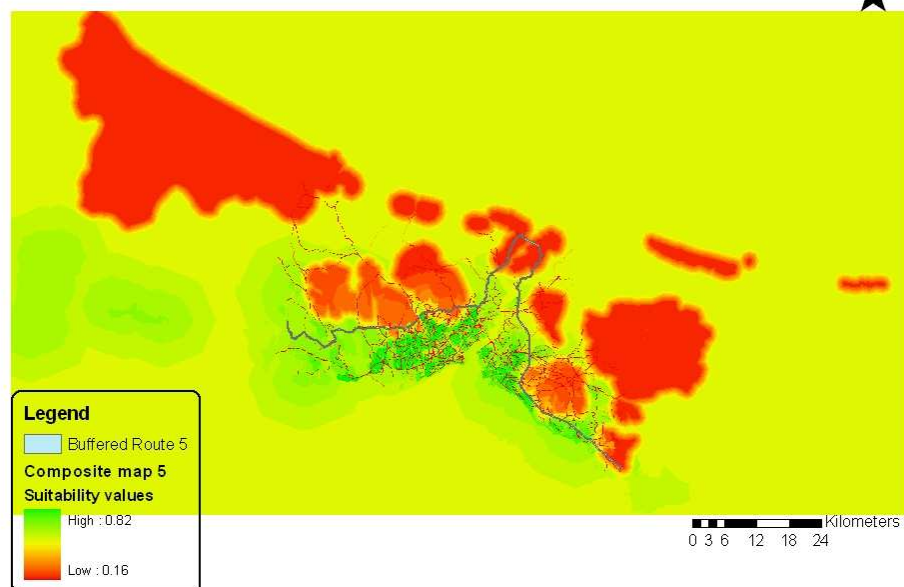 Legend
Buffered Route 5
Composite map 5
Suitability values
High : 0.82
Low : 0.16
Kilometers
0 3 6 12 18 24